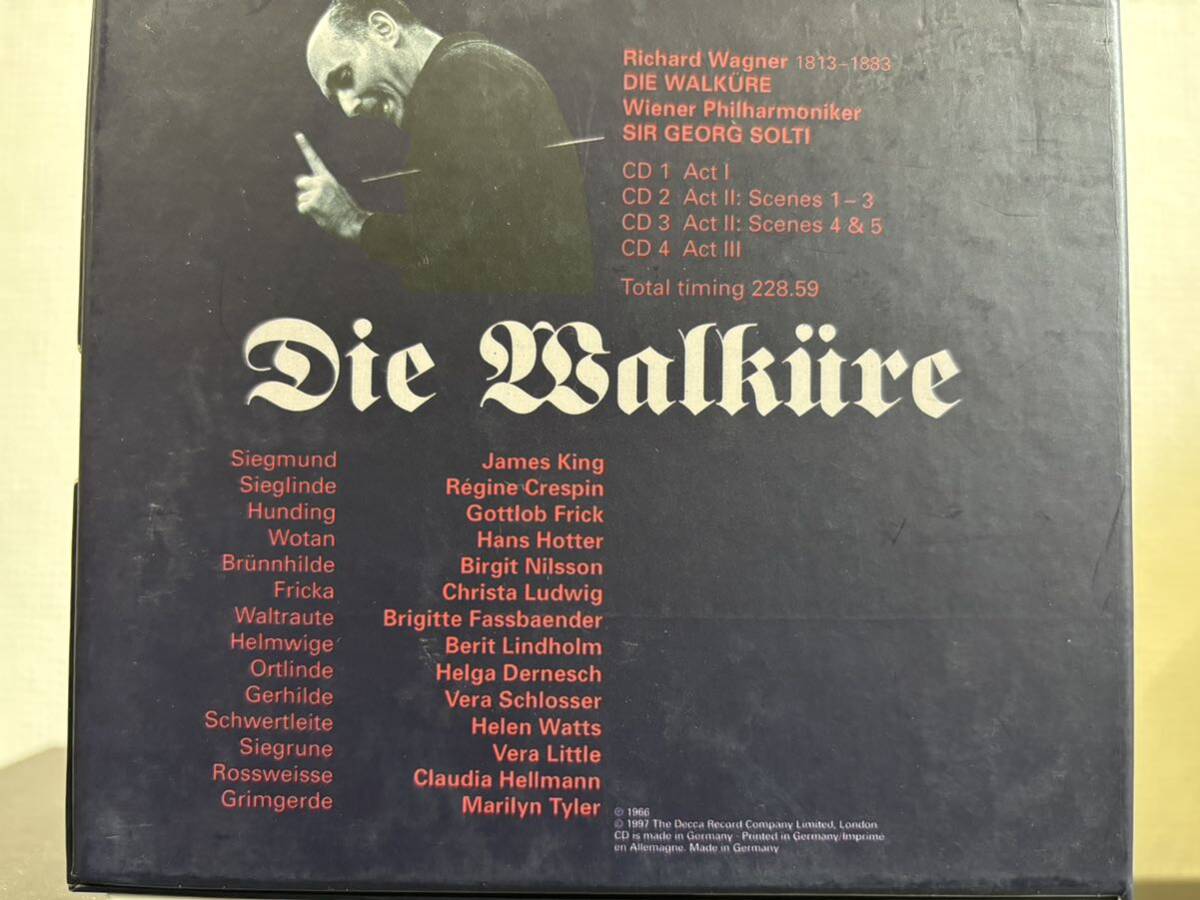 Richard Wagner 1813–1883
DIE WALKÜRE
Wiener Philharmoniker
SIR GEORG SOLTI
CD 1 Act I
CD 2 Act II: Scenes 1–3
CD 3 Act II: Scenes 4 & 5
CD 4 Act III
Total timing 228.59
Die Walküre
Siegmund James King
Sieglinde Régine Crespin
Hunding Gottlob Frick
Wotan Hans Hotter
Brünnhilde Birgit Nilsson
Fricka Christa Ludwig
Waltraute Brigitte Fassbaender
Helmwige Berit Lindholm
Ortlinde Helga Dernesch
Gerhilde Vera Schlosser
Schwertleite Helen Watts
Siegrune Vera Little
Rossweisse Claudia Hellmann
Grimgerde Marilyn Tyler
℗ 1966
© 1997 The Decca Record Company Limited, London
CD is made in Germany · Printed in Germany/Imprimé
en Allemagne. Made in Germany